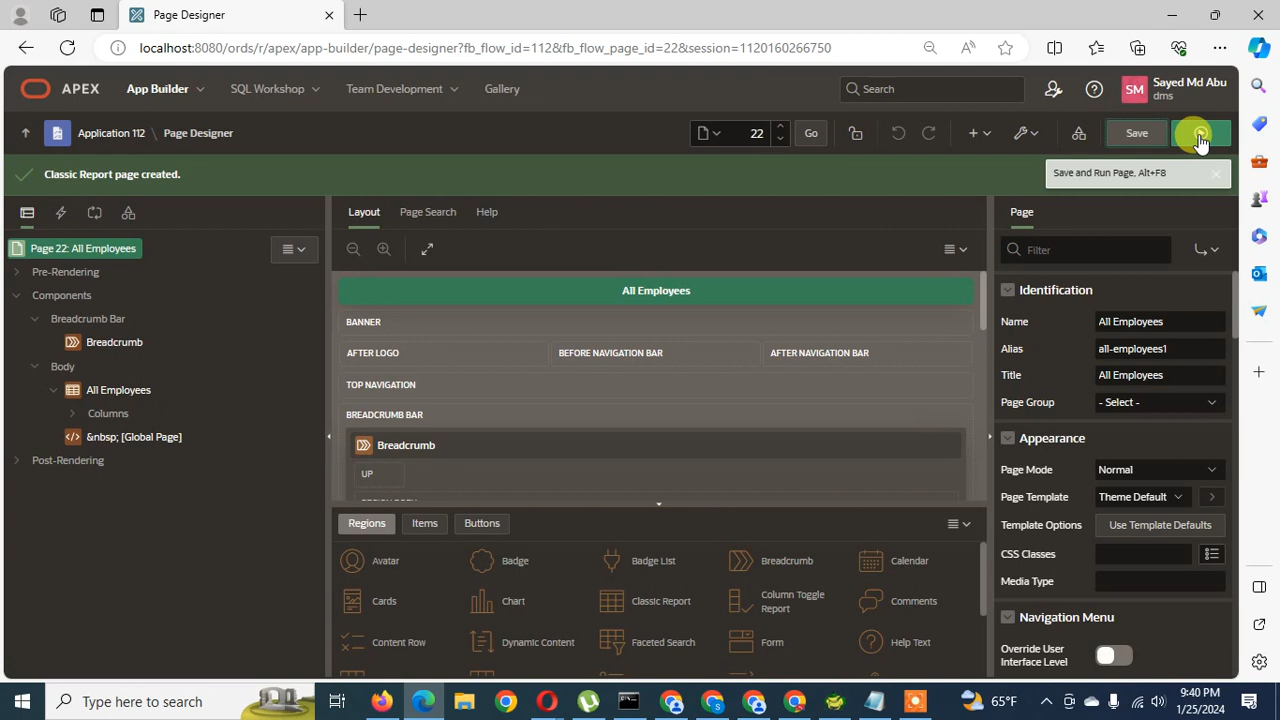 Page Designer
localhost:8080/ords/r/apex/app-builder/page-designer?fb_flow_id=112&fb_flow_page_id=22&session=1120160266750
APEX
App Builder
SQL Workshop
Team Development
Gallery
Search
SM
Sayed Md Abu
dms
Application 112 \ Page Designer
22
Go
Save
Classic Report page created.
Save and Run Page, Alt+F8
Layout
Page Search
Help
Page
Page 22: All Employees
Filter
Pre-Rendering
Components
Breadcrumb Bar
Breadcrumb
Body
All Employees
Columns
&nbsp; [Global Page]
Post-Rendering
All Employees
BANNER
AFTER LOGO
BEFORE NAVIGATION BAR
AFTER NAVIGATION BAR
TOP NAVIGATION
BREADCRUMB BAR
Breadcrumb
UP
Regions
Items
Buttons
Avatar
Badge
Badge List
Breadcrumb
Calendar
Cards
Chart
Classic Report
Column Toggle
Report
Comments
Content Row
Dynamic Content
Faceted Search
Form
Help Text
Identification
Name All Employees
Alias all-employees1
Title All Employees
Page Group - Select -
Appearance
Page Mode Normal
Page Template Theme Default
Template Options Use Template Defaults
CSS Classes
Media Type
Navigation Menu
Override User
Interface Level
Type here to search
65°F
9:40 PM
1/25/2024